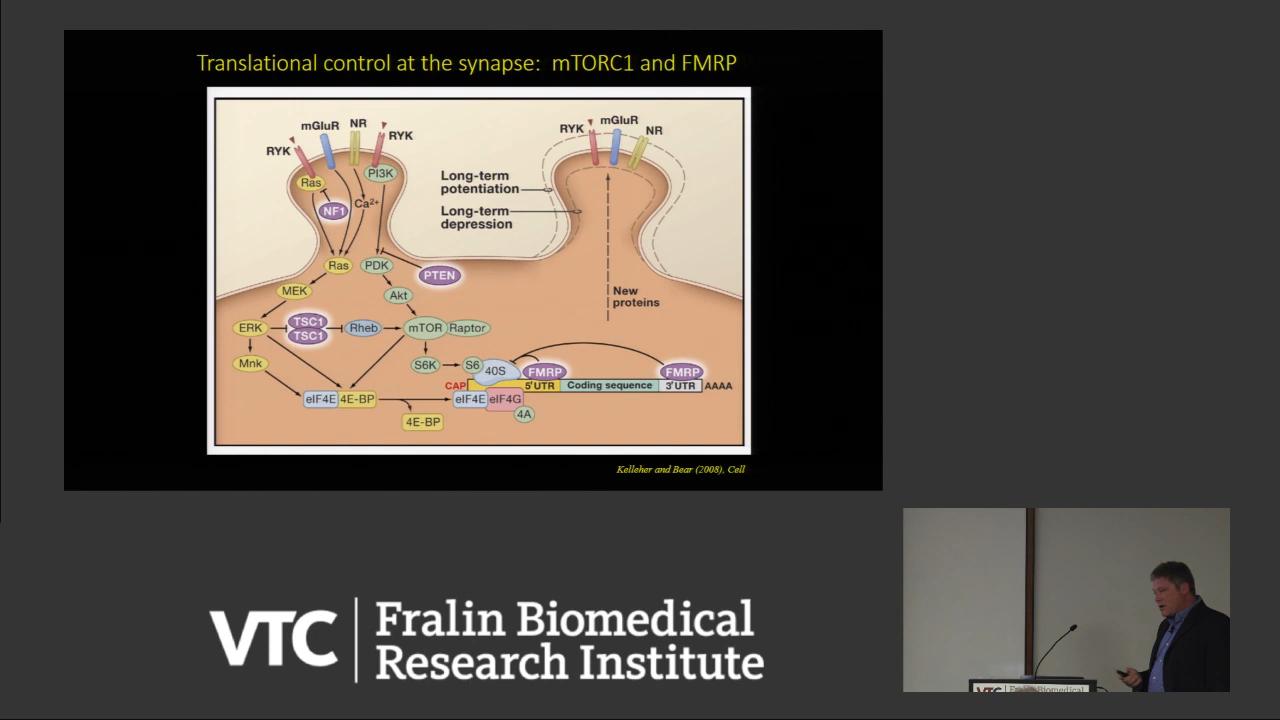 Translational control at the synapse: mTORC1 and FMRP
mGluR
NR
RYK
RYK
Ras
PI3K
NF1
Ca2+
Long-term
potentiation
Long-term
depression
RYK
mGluR
NR
Ras
PDK
PTEN
MEK
Akt
New
proteins
ERK
TSC1
TSC1
Rheb
mTOR
Raptor
Mnk
S6K
S6
40S
FMRP
FMRP
CAP
5'UTR
Coding sequence
3'UTR
AAAA
eIF4E
4E-BP
eIF4E
eIF4G
4E-BP
4A
Kelleher and Bear (2008), Cell
VTC
Fralin Biomedical
Research Institute
VTC
Fralin Biomedical